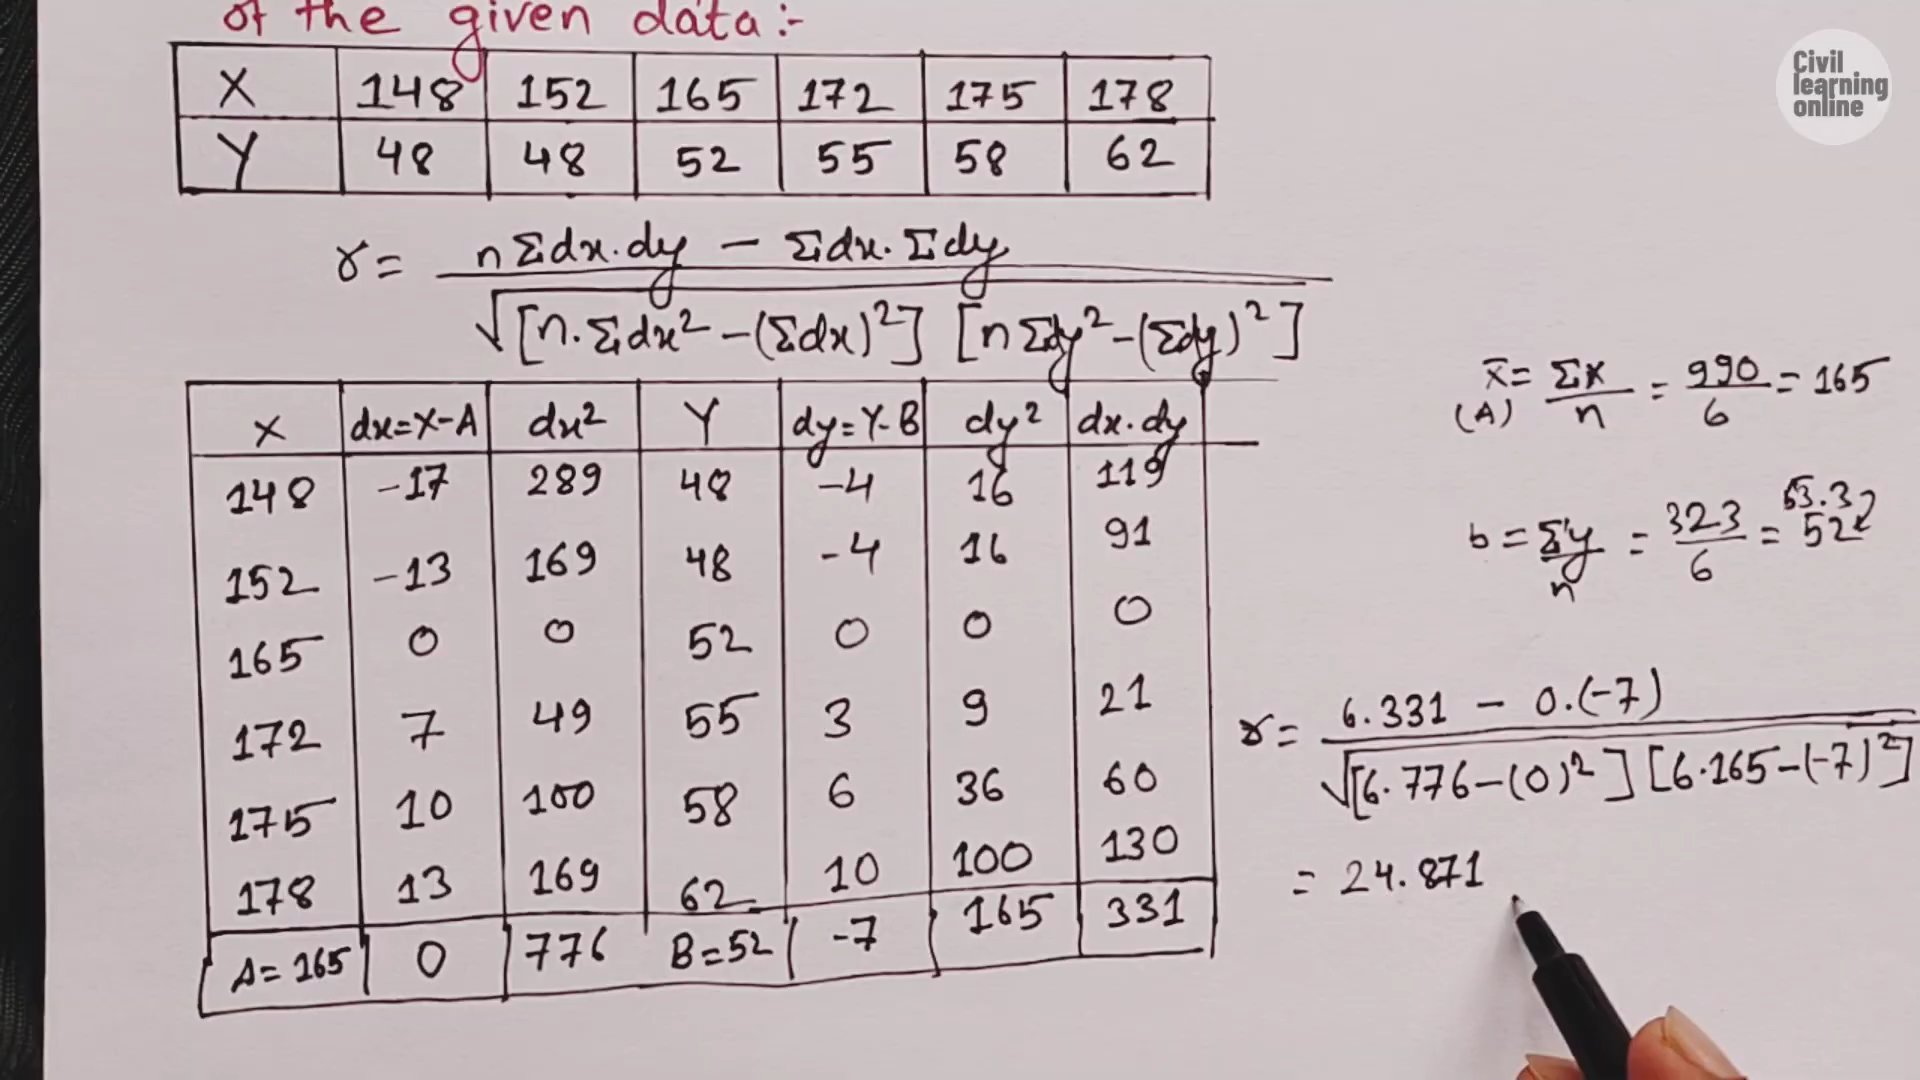 of the given data :-
Civil
learning
online
X 148 152 165 172 175 178
Y 48 48 52 55 58 62
r = nΣdx.dy - Σdx.Σdy
√[n.Σdx²-(Σdx)²] [nΣdy²-(Σdy)²]
X dx=X-A dx² Y dy=Y-B dy² dx.dy
148 -17 289 48 -4 16 119
152 -13 169 48 -4 16 91
165 0 0 52 0 0 0
172 7 49 55 3 9 21
175 10 100 58 6 36 60
178 13 169 62 10 100 130
A=165 0 776 B=52 -7 165 331
x̄ = Σx/n = 990/6 = 165
(A)
b = Σy/n = 323/6 = 52
r = 6.331 - 0.(-7)
√[6.776-(0)²] [6.165-(-7)²]
= 24.871